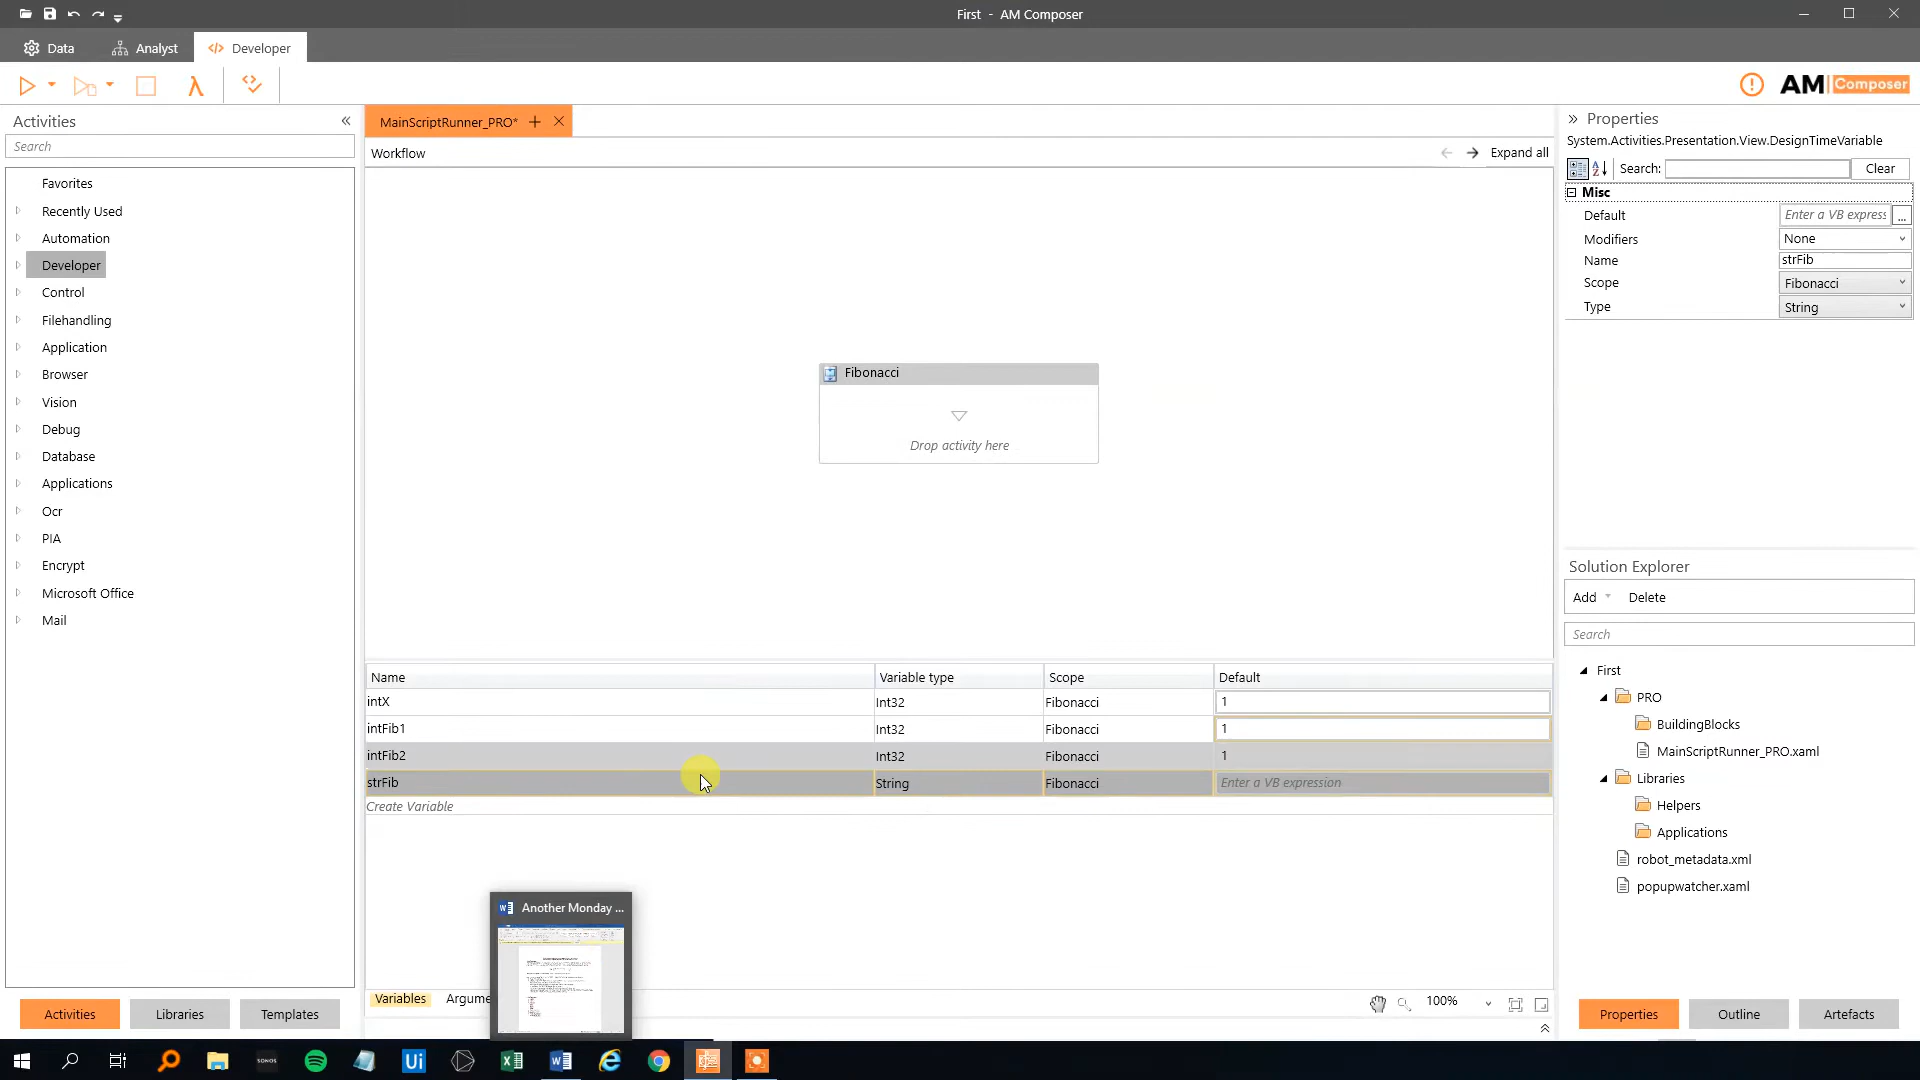 First - AM Composer
Data
Analyst
Developer
AM Composer
Activities
Search
Favorites
Recently Used
Automation
Developer
Control
Filehandling
Application
Browser
Vision
Debug
Database
Applications
Ocr
PIA
Encrypt
Microsoft Office
Mail
Activities
Libraries
Templates
MainScriptRunner_PRO*
Workflow
Expand all
Fibonacci
Drop activity here
Name Variable type Scope Default
intX Int32 Fibonacci 1
intFib1 Int32 Fibonacci 1
intFib2 Int32 Fibonacci 1
strFib String Fibonacci Enter a VB expression
Create Variable
Another Monday ...
Variables Argume
100%
Properties
System.Activities.Presentation.View.DesignTimeVariable
Search:
Clear
Misc
Default Enter a VB express ...
Modifiers None
Name strFib
Scope Fibonacci
Type String
Solution Explorer
Add Delete
Search
First
PRO
BuildingBlocks
MainScriptRunner_PRO.xaml
Libraries
Helpers
Applications
robot_metadata.xml
popupwatcher.xaml
Properties
Outline
Artefacts
SONOS
Ui